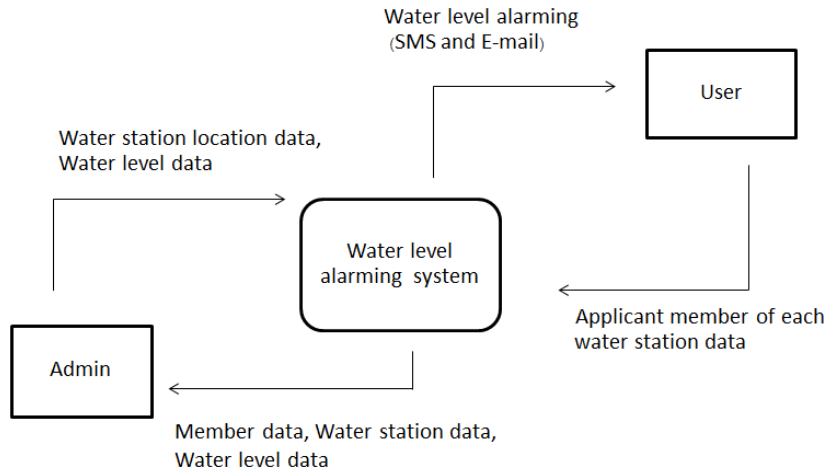 Water level alarming
(SMS and E-mail)
User
Water station location data,
Water level data
Water level
alarming system
Applicant member of each
water station data
Admin
Member data, Water station data,
Water level data